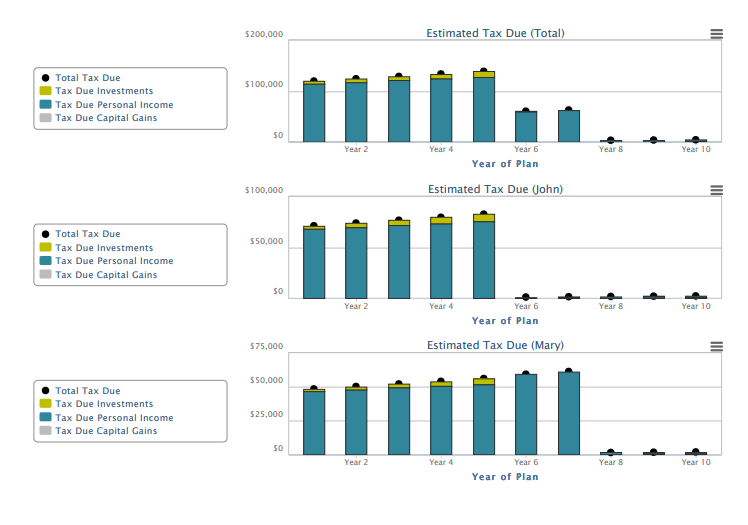 Estimated Tax Due (Total)
$200,000
$100,000
$0
Total Tax Due
Tax Due Investments
Tax Due Personal Income
Tax Due Capital Gains
Year 2
Year 4
Year 6
Year 8
Year 10
Year of Plan
Estimated Tax Due (John)
$100,000
$50,000
$0
Total Tax Due
Tax Due Investments
Tax Due Personal Income
Tax Due Capital Gains
Year 2
Year 4
Year 6
Year 8
Year 10
Year of Plan
Estimated Tax Due (Mary)
$75,000
$50,000
$25,000
$0
Total Tax Due
Tax Due Investments
Tax Due Personal Income
Tax Due Capital Gains
Year 2
Year 4
Year 6
Year 8
Year 10
Year of Plan